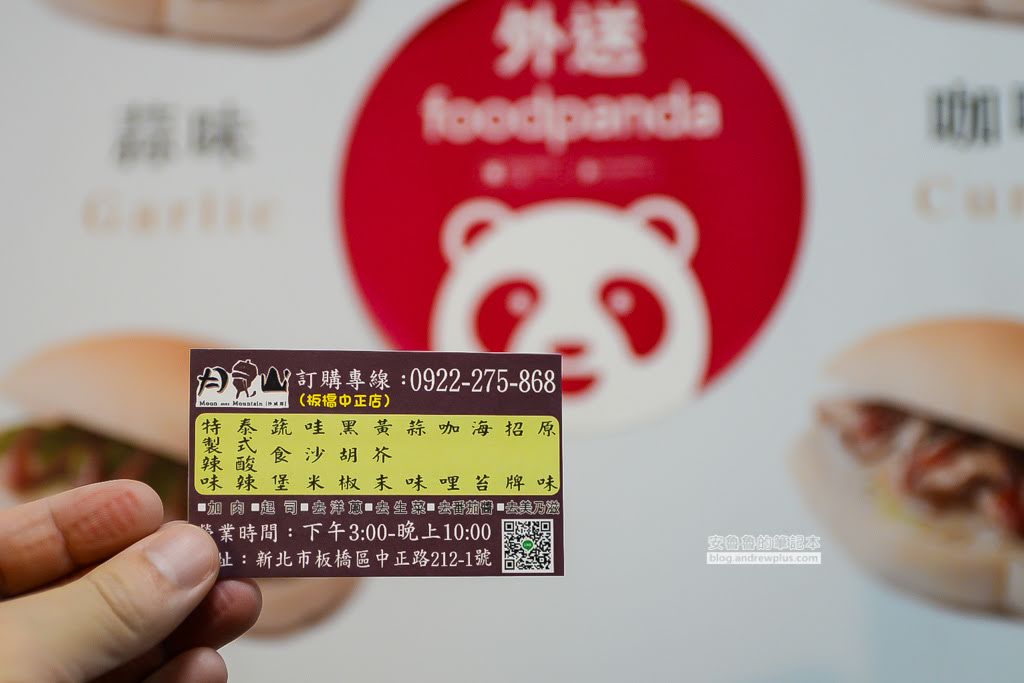 外送
foodpanda
蒜味
Garlic
咖
Cur
月山
Moon Mountain
訂購專線:0922-275-868
(板橋中正店)
特製辣味 泰式酸辣 蔬食堡 哇沙米 黑胡椒 黃芥末 蒜味 咖哩 海苔 招牌 原味
■加肉■起司■去洋蔥■去生菜■去番茄醬■去美乃滋
營業時間：下午3:00-晚上10:00
址：新北市板橋區中正路212-1號
安魯魯的筆記本
blog.andrewplus.com